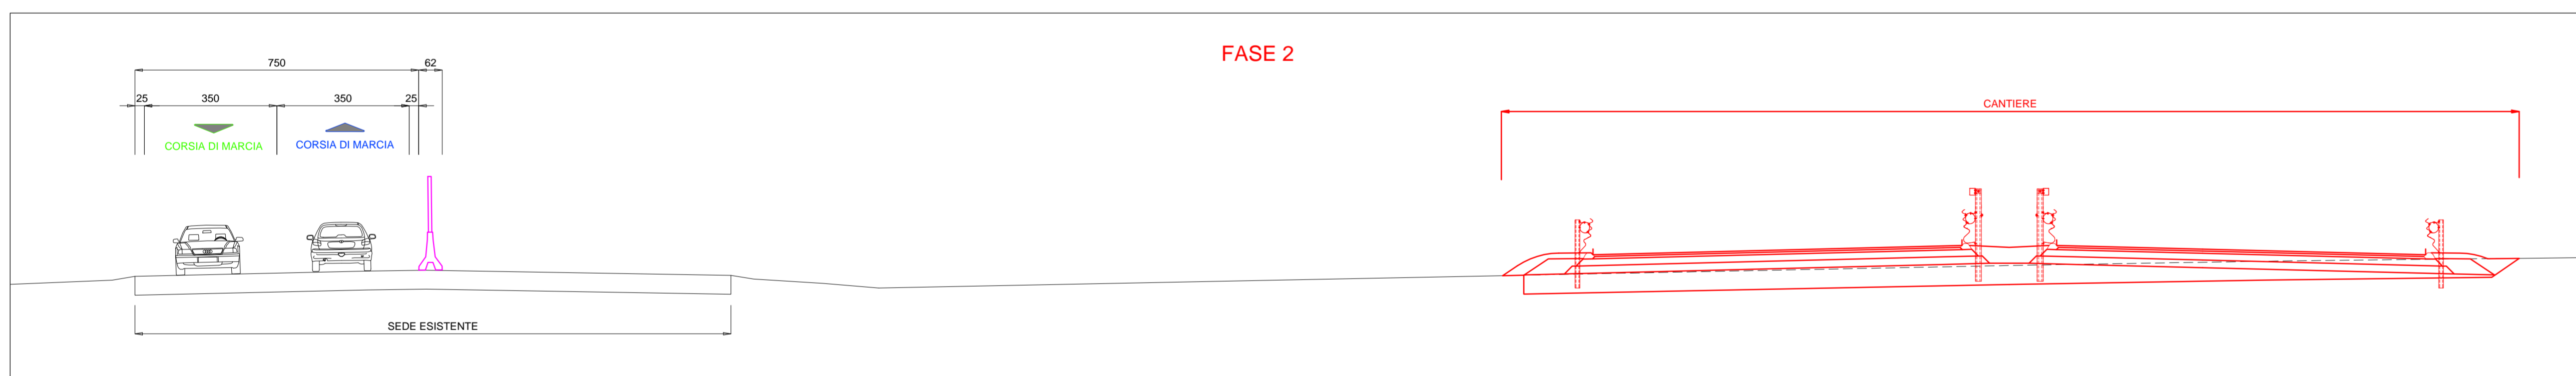 FASE 2
750
62
25
350
350
25
CORSIA DI MARCIA
CORSIA DI MARCIA
CANTIERE
SEDE ESISTENTE